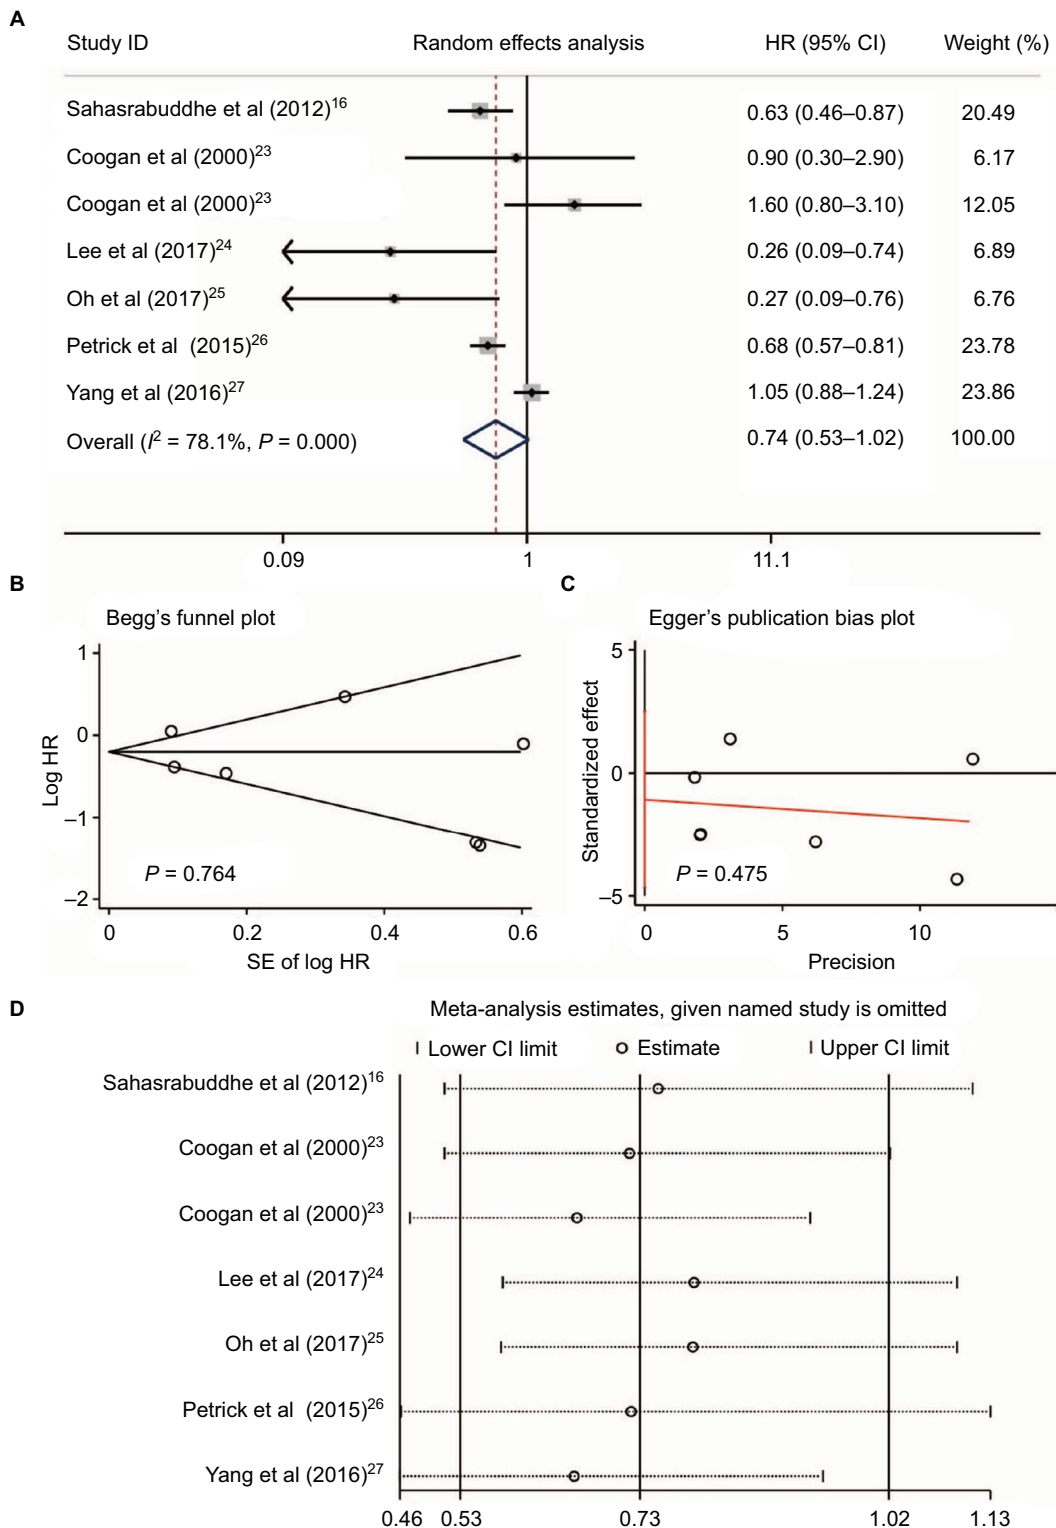 A
Study ID Random effects analysis HR (95% CI) Weight (%)
Sahasrabuddhe et al (2012)16 0.63 (0.46–0.87) 20.49
Coogan et al (2000)23 0.90 (0.30–2.90) 6.17
Coogan et al (2000)23 1.60 (0.80–3.10) 12.05
Lee et al (2017)24 0.26 (0.09–0.74) 6.89
Oh et al (2017)25 0.27 (0.09–0.76) 6.76
Petrick et al (2015)26 0.68 (0.57–0.81) 23.78
Yang et al (2016)27 1.05 (0.88–1.24) 23.86
Overall (I2 = 78.1%, P = 0.000) 0.74 (0.53–1.02) 100.00
0.09 1 11.1
B
Begg’s funnel plot
Log HR
1
0
–1
–2
P = 0.764
0 0.2 0.4 0.6
SE of log HR
C
Egger’s publication bias plot
Standardized effect
5
0
–5
P = 0.475
0 5 10
Precision
D
Meta-analysis estimates, given named study is omitted
Lower CI limit Estimate Upper CI limit
Sahasrabuddhe et al (2012)16
Coogan et al (2000)23
Coogan et al (2000)23
Lee et al (2017)24
Oh et al (2017)25
Petrick et al (2015)26
Yang et al (2016)27
0.46 0.53 0.73 1.02 1.13